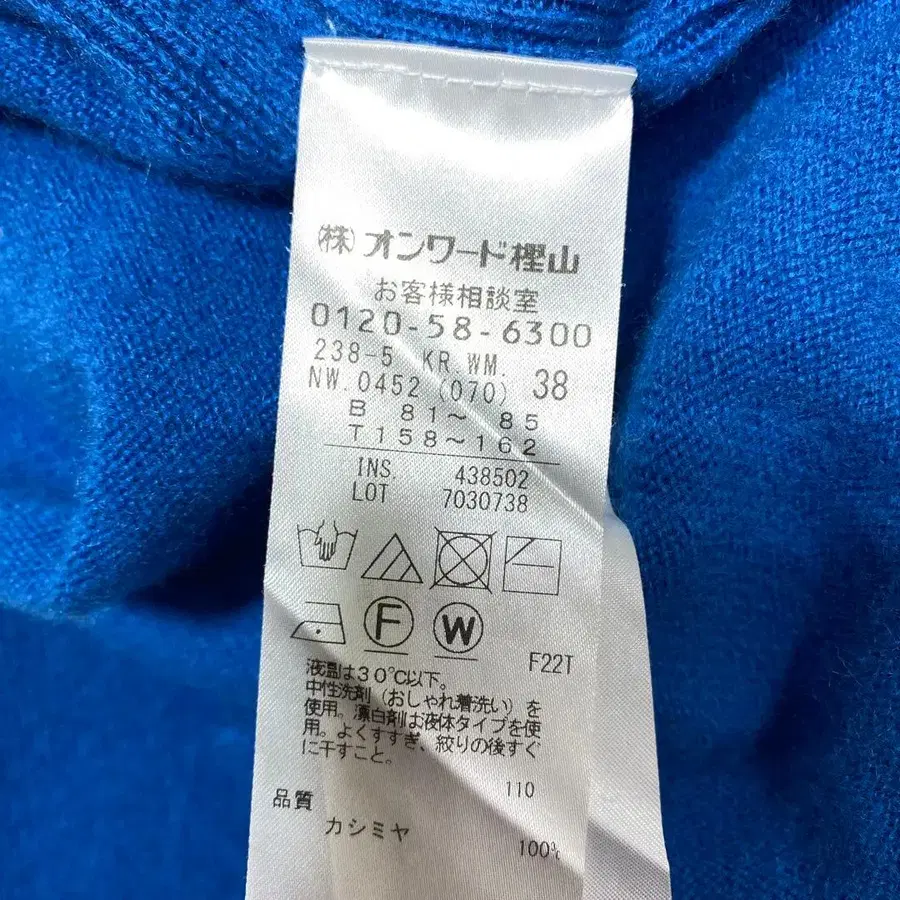 (株)オンワード樫山
お客様相談室
0120-58-6300
238-5 KR.WM. 38
NW.0452 (070)
B 81～ 85
T158～162
INS. 438502
LOT 7030738
F
W
F22T
液温は30℃以下。
中性洗剤（おしゃれ着洗い）を
使用。漂白剤は液体タイプを使
用。よくすすぎ、絞りの後すぐ
に干すこと。
110
品質
カシミヤ 100%